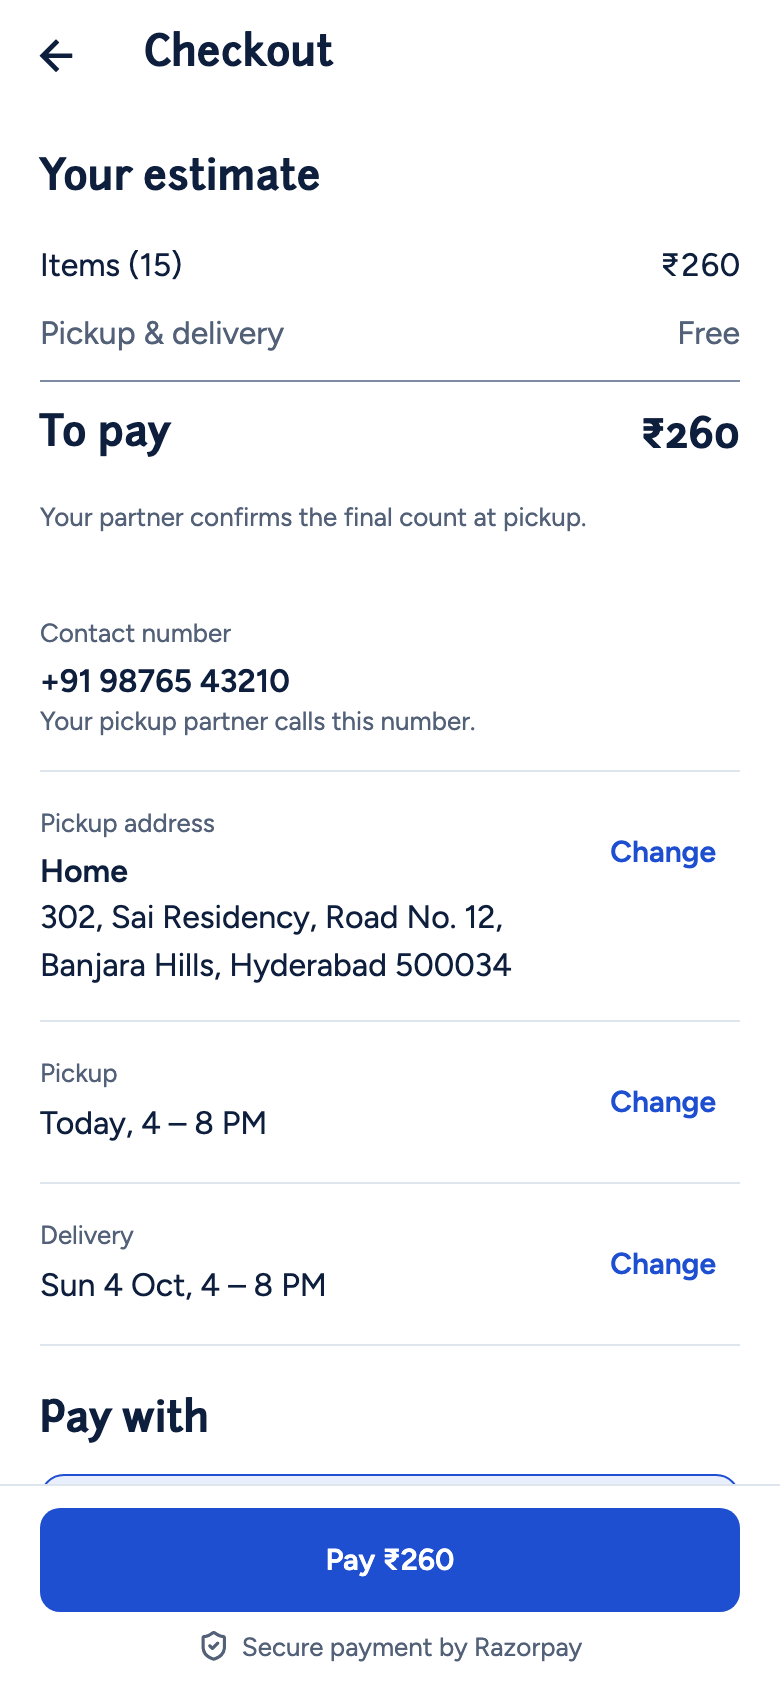 Checkout
Your estimate
Items (15) ₹260
Pickup & delivery Free
To pay ₹260
Your partner confirms the final count at pickup.
Contact number
+91 98765 43210
Your pickup partner calls this number.
Pickup address
Change
Home
302, Sai Residency, Road No. 12,
Banjara Hills, Hyderabad 500034
Pickup
Change
Today, 4 – 8 PM
Delivery
Change
Sun 4 Oct, 4 – 8 PM
Pay with
Pay ₹260
Secure payment by Razorpay